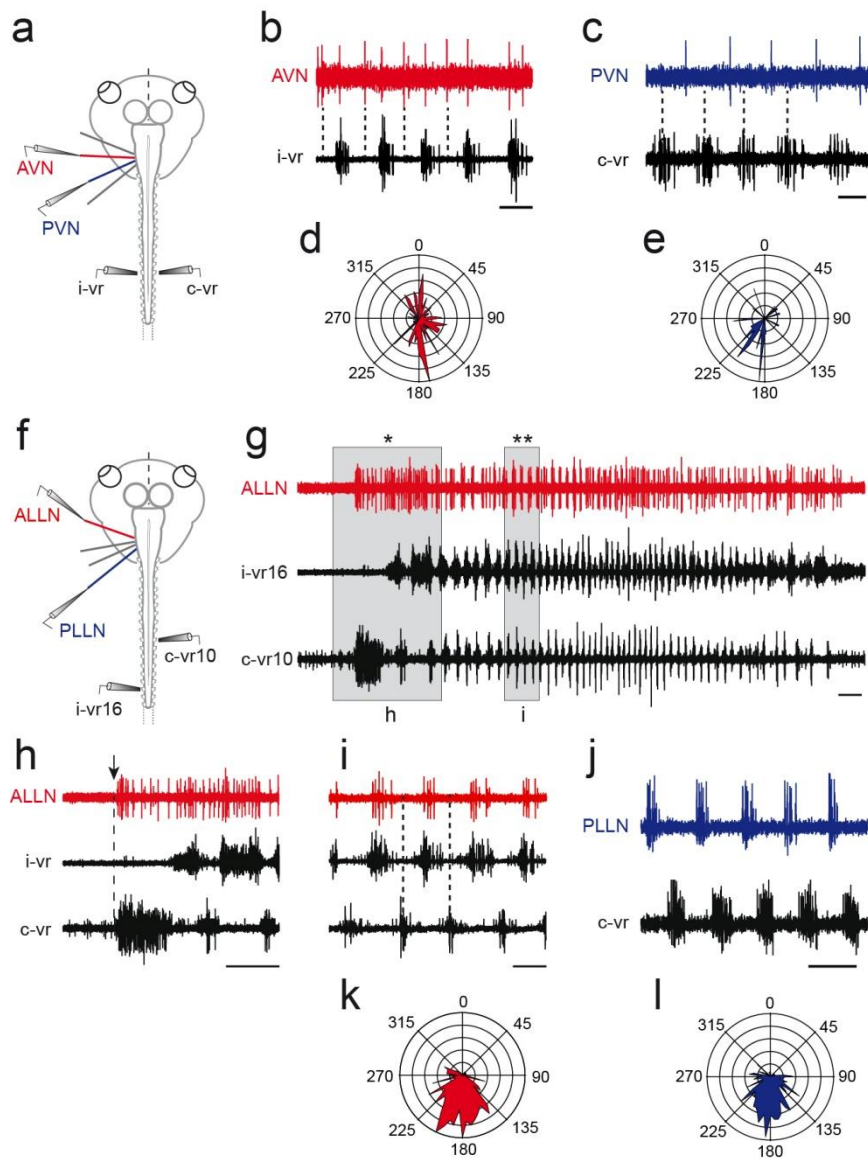 a
AVN
PVN
i-vr
c-vr
b
AVN
i-vr
c
PVN
c-vr
d
0
45
90
135
180
225
270
315
e
0
45
90
135
180
225
270
315
f
ALLN
PLLN
c-vr10
i-vr16
g
* **
ALLN
i-vr16
c-vr10
h i
h
ALLN
i-vr
c-vr
i
j
PLLN
c-vr
k
0
45
90
135
180
225
270
315
l
0
45
90
135
180
225
270
315